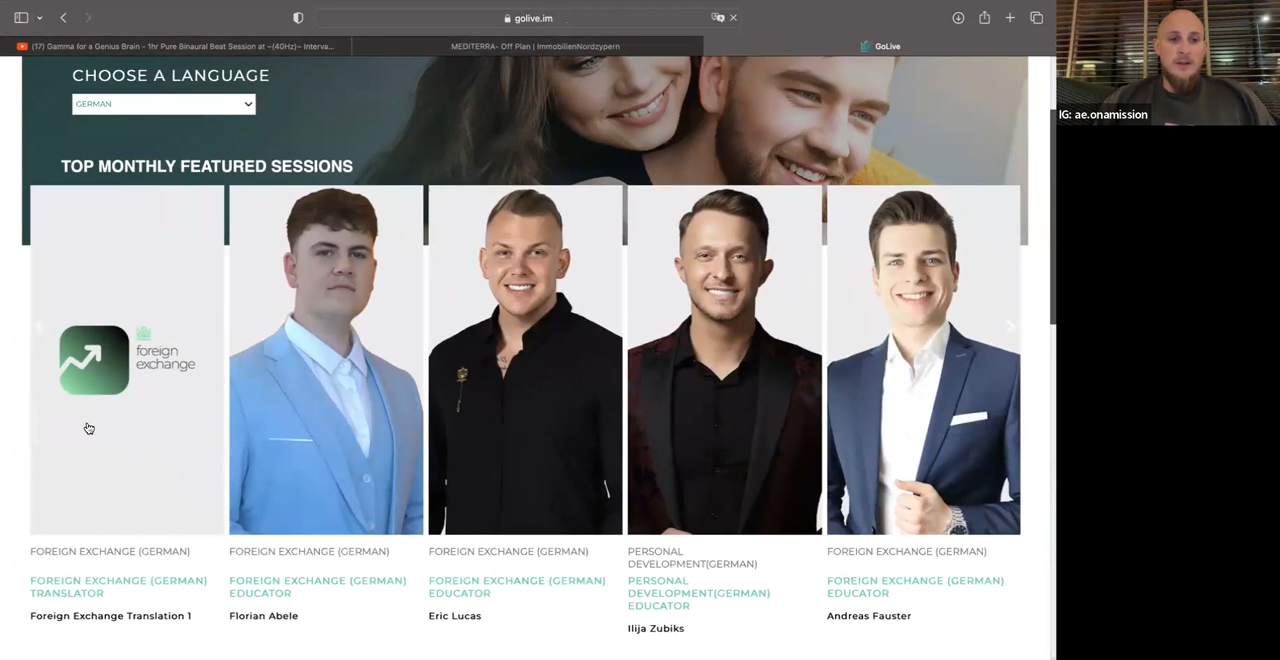 golive.im
(17) Gamma for a Genius Brain - 1hr Pure Binaural Beat Session at ~(40Hz)~ Interva...
MEDITERRA- Off Plan | ImmobilienNordzypern
GoLive
IG: ae.onamission
CHOOSE A LANGUAGE
GERMAN
TOP MONTHLY FEATURED SESSIONS
foreign
exchange
FOREIGN EXCHANGE (GERMAN)
FOREIGN EXCHANGE (GERMAN)
TRANSLATOR
Foreign Exchange Translation 1
FOREIGN EXCHANGE (GERMAN)
FOREIGN EXCHANGE (GERMAN)
EDUCATOR
Florian Abele
FOREIGN EXCHANGE (GERMAN)
FOREIGN EXCHANGE (GERMAN)
EDUCATOR
Eric Lucas
PERSONAL
DEVELOPMENT(GERMAN)
PERSONAL
DEVELOPMENT(GERMAN)
EDUCATOR
Ilija Zubiks
FOREIGN EXCHANGE (GERMAN)
FOREIGN EXCHANGE (GERMAN)
EDUCATOR
Andreas Fauster